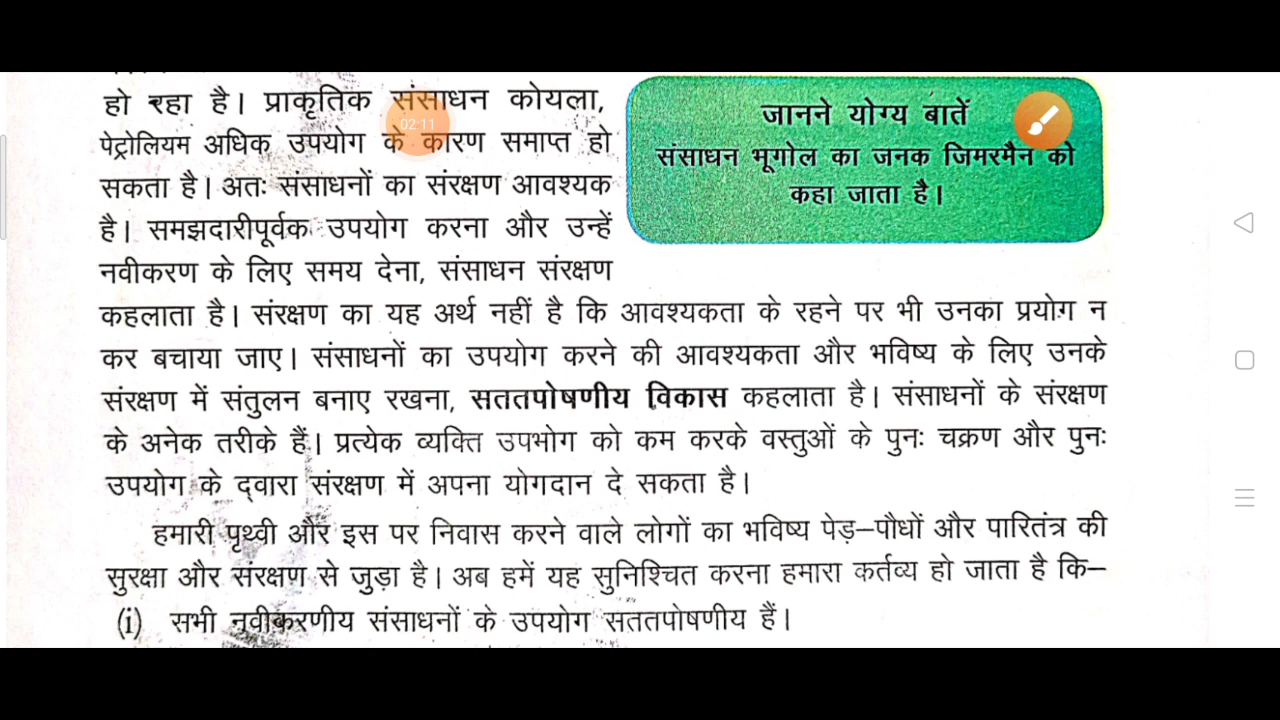 हो रहा है। प्राकृतिक संसाधन कोयला,
पेट्रोलियम अधिक उपयोग के कारण समाप्त हो
सकता है। अतः संसाधनों का संरक्षण आवश्यक
है। समझदारीपूर्वक उपयोग करना और उन्हें
नवीकरण के लिए समय देना, संसाधन संरक्षण
जानने योग्य बातें
संसाधन भूगोल का जनक जिमरमैन को
कहा जाता है।
02:11
कहलाता है। संरक्षण का यह अर्थ नहीं है कि आवश्यकता के रहने पर भी उनका प्रयोग न
कर बचाया जाए। संसाधनों का उपयोग करने की आवश्यकता और भविष्य के लिए उनके
संरक्षण में संतुलन बनाए रखना, सततपोषणीय विकास कहलाता है। संसाधनों के संरक्षण
के अनेक तरीके हैं। प्रत्येक व्यक्ति उपभोग को कम करके वस्तुओं के पुनः चक्रण और पुनः
उपयोग के द्वारा संरक्षण में अपना योगदान दे सकता है।
हमारी पृथ्वी और इस पर निवास करने वाले लोगों का भविष्य पेड़–पौधों और पारितंत्र की
सुरक्षा और संरक्षण से जुड़ा है। अब हमें यह सुनिश्चित करना हमारा कर्तव्य हो जाता है कि–
(i) सभी नवीकरणीय संसाधनों के उपयोग सततपोषणीय हैं।